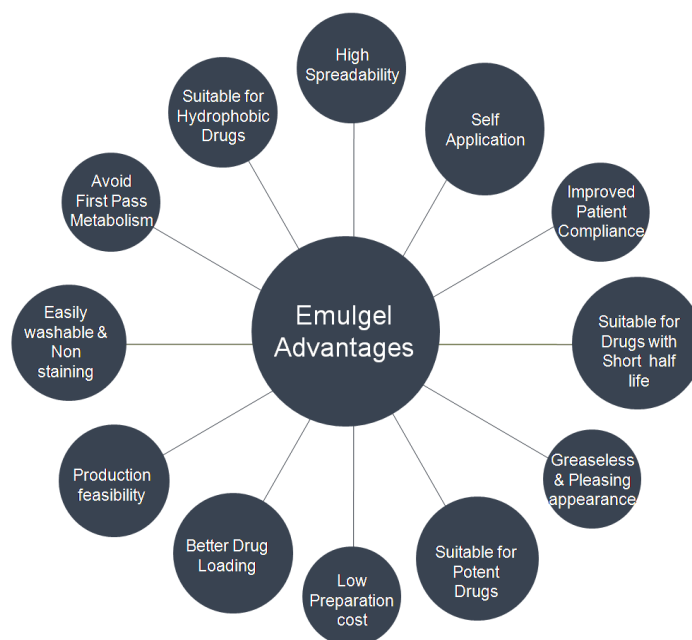 Emulgel
Advantages
High
Spreadability
Self
Application
Improved
Patient
Compliance
Suitable for
Drugs with
Short half
life
Greaseless
& Pleasing
appearance
Suitable for
Potent
Drugs
Low
Preparation
cost
Better Drug
Loading
Production
feasibility
Easily
washable &
Non
staining
Avoid
First Pass
Metabolism
Suitable for
Hydrophobic
Drugs